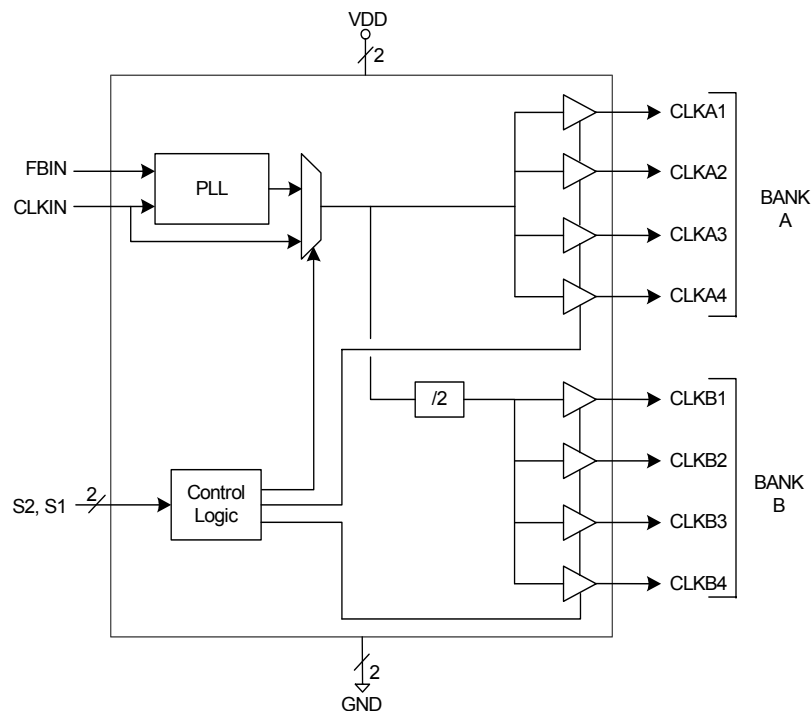 VDD
2
FBIN
CLKIN
PLL
CLKA1
CLKA2
CLKA3
CLKA4
BANK
A
/2
CLKB1
CLKB2
CLKB3
CLKB4
BANK
B
S2, S1
2
Control
Logic
2
GND